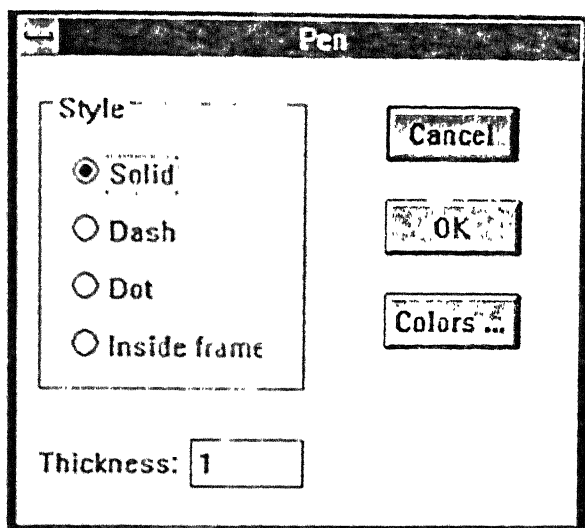 Pen
Style
Solid
Dash
Dot
Inside frame
Cancel
OK
Colors ...
Thickness: 1